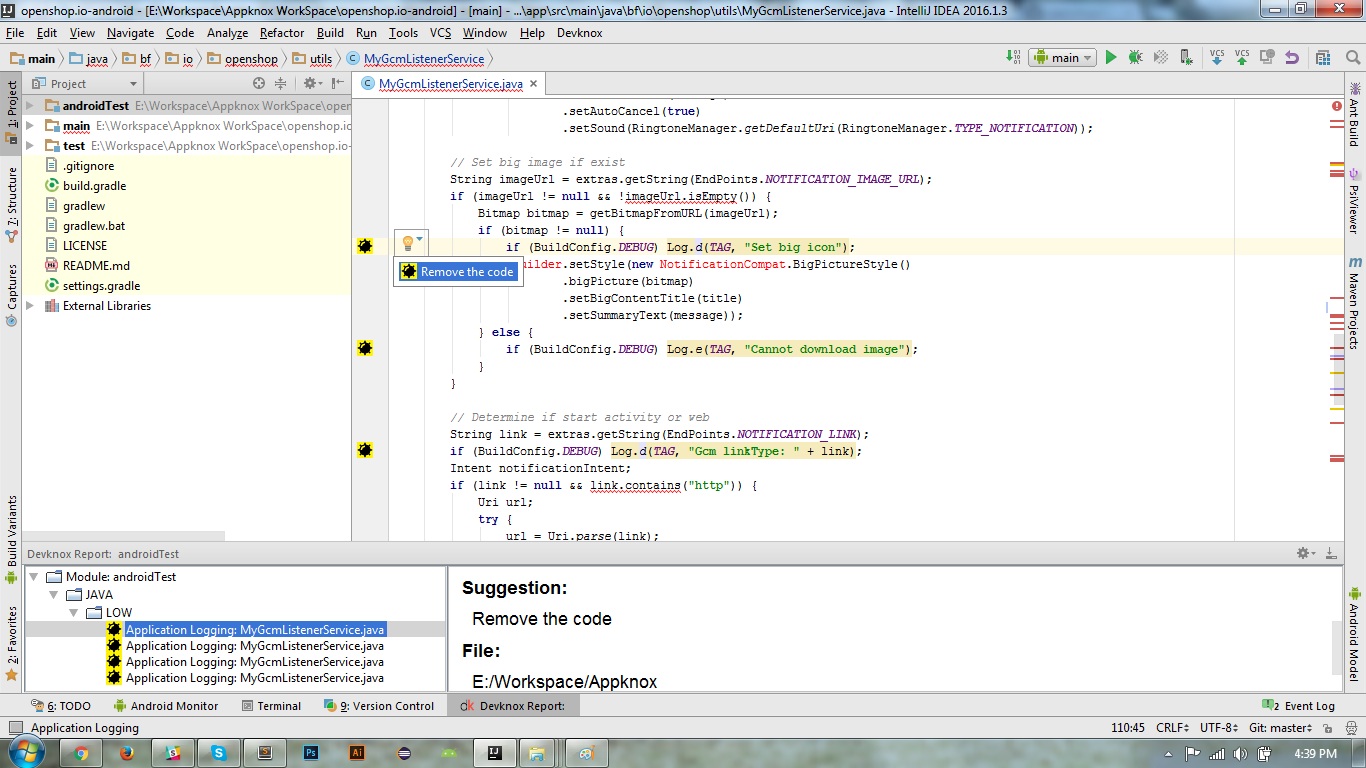 openshop.io-android - [E:\Workspace\Appknox WorkSpace\openshop.io-android] - [main] - ...\app\src\main\java\bf\io\openshop\utils\MyGcmListenerService.java - IntelliJ IDEA 2016.1.3
File Edit View Navigate Code Analyze Refactor Build Run Tools VCS Window Help Devknox
main java bf io openshop utils MyGcmListenerService
main
VCS VCS
Project
MyGcmListenerService.java
1: Project
7: Structure
Captures
Build Variants
2: Favorites
androidTest E:\Workspace\Appknox WorkSpace\open
main E:\Workspace\Appknox WorkSpace\openshop.io
test E:\Workspace\Appknox WorkSpace\openshop.io-
.gitignore
build.gradle
gradlew
gradlew.bat
LICENSE
README.md
settings.gradle
External Libraries
.setAutoCancel(true)
.setSound(RingtoneManager.getDefaultUri(RingtoneManager.TYPE_NOTIFICATION));
// Set big image if exist
String imageUrl = extras.getString(EndPoints.NOTIFICATION_IMAGE_URL);
if (imageUrl != null && !imageUrl.isEmpty()) {
Bitmap bitmap = getBitmapFromURL(imageUrl);
if (bitmap != null) {
if (BuildConfig.DEBUG) Log.d(TAG, "Set big icon");
Remove the code
uilder.setStyle(new NotificationCompat.BigPictureStyle()
.bigPicture(bitmap)
.setBigContentTitle(title)
.setSummaryText(message));
} else {
if (BuildConfig.DEBUG) Log.e(TAG, "Cannot download image");
}
}
// Determine if start activity or web
String link = extras.getString(EndPoints.NOTIFICATION_LINK);
if (BuildConfig.DEBUG) Log.d(TAG, "Gcm linkType: " + link);
Intent notificationIntent;
if (link != null && link.contains("http")) {
Uri url;
try {
url = Uri.parse(link);
Ant Build
PsiViewer
Maven Projects
Android Model
Devknox Report: androidTest
Module: androidTest
JAVA
LOW
Application Logging: MyGcmListenerService.java
Application Logging: MyGcmListenerService.java
Application Logging: MyGcmListenerService.java
Application Logging: MyGcmListenerService.java
Suggestion:
Remove the code
File:
E:/Workspace/Appknox
6: TODO Android Monitor Terminal 9: Version Control dk Devknox Report: 2 Event Log
Application Logging 110:45 CRLF UTF-8 Git: master
4:39 PM